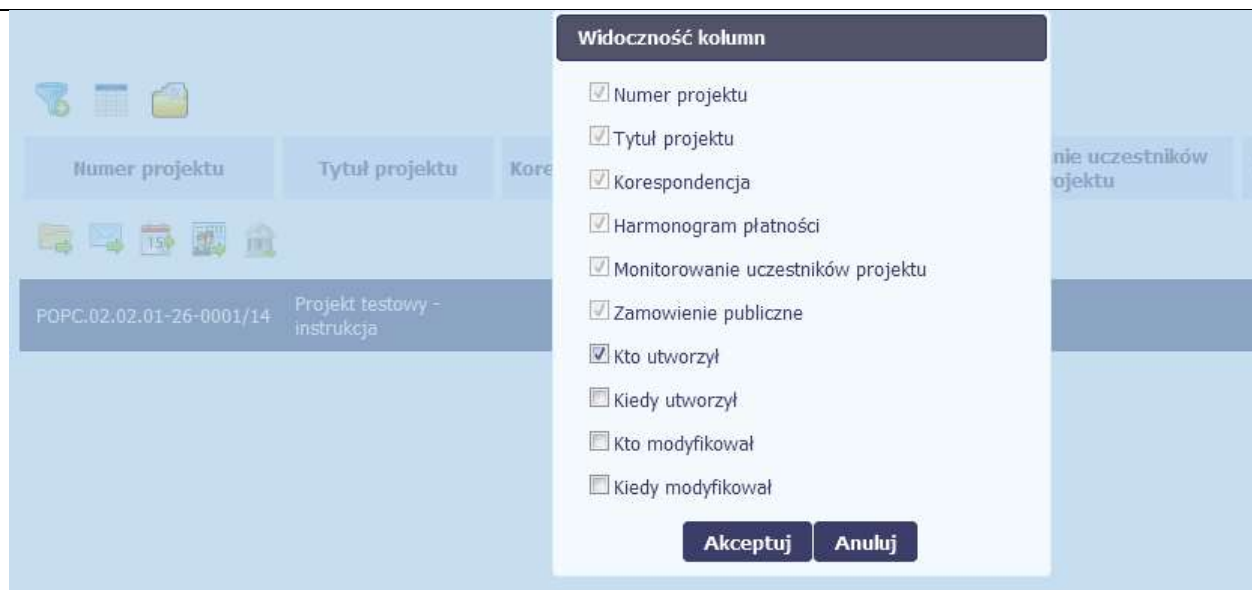 Widoczność kolumn
Numer projektu
Tytuł projektu
Korespondencja
Harmonogram płatności
Monitorowanie uczestników projektu
Zamowienie publiczne
Kto utworzył
Kiedy utworzył
Kto modyfikował
Kiedy modyfikował
Akceptuj Anuluj
Numer projektu Tytuł projektu Kore nie uczestników
ojektu
15
POPC.02.02.01-26-0001/14 Projekt testowy -
instrukcja